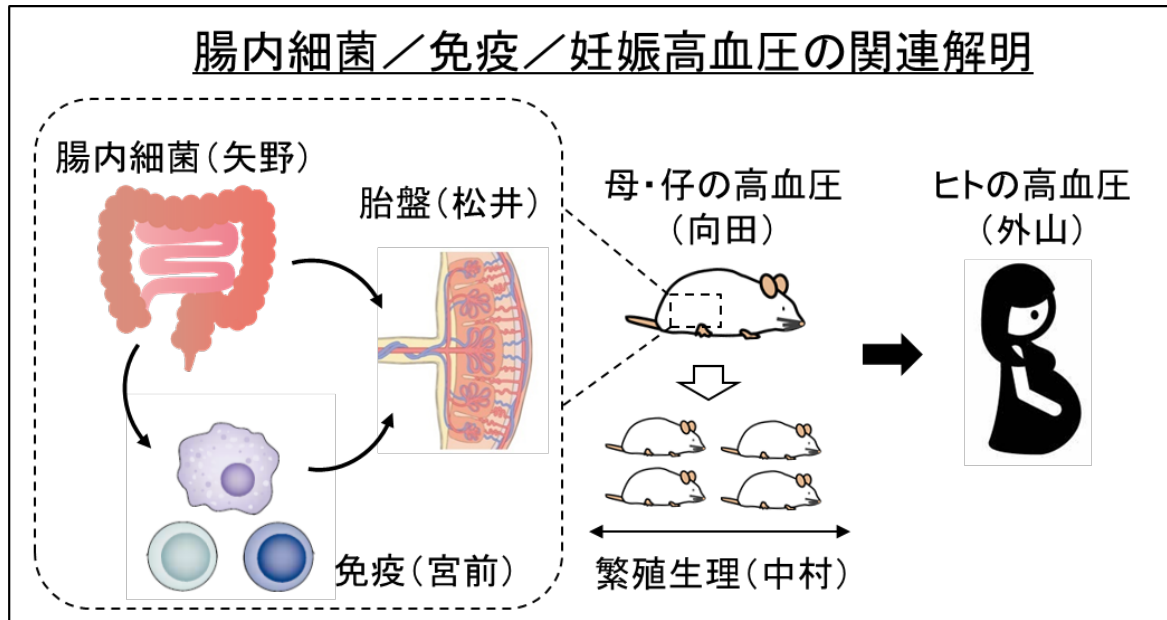 腸内細菌／免疫／妊娠高血圧の関連解明
腸内細菌(矢野)
胎盤(松井)
免疫(宮前)
母・仔の高血圧
(向田)
繁殖生理(中村)
ヒトの高血圧
(外山)